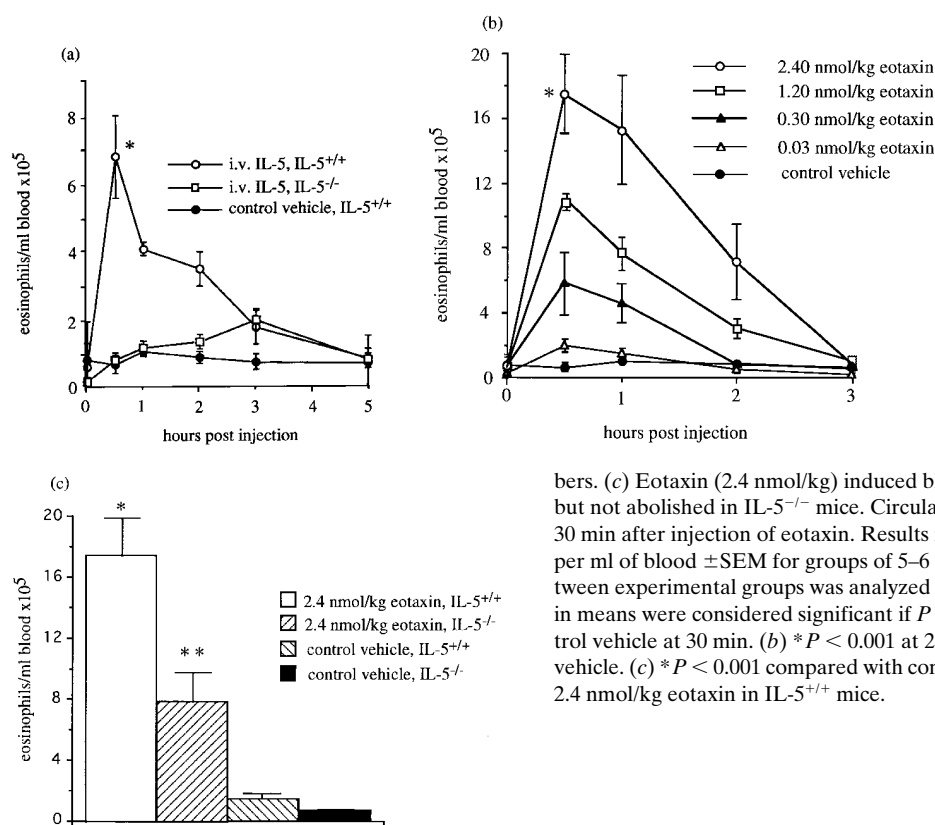 (a)
eosinophils/ml blood x10⁵
8
6
4
2
0
*
i.v. IL-5, IL-5⁺/⁺
i.v. IL-5, IL-5⁻/⁻
control vehicle, IL-5⁺/⁺
0 1 2 3 4 5
hours post injection
(b)
eosinophils/ml blood x10⁵
20
16
12
8
4
0
*
2.40 nmol/kg eotaxin
1.20 nmol/kg eotaxin
0.30 nmol/kg eotaxin
0.03 nmol/kg eotaxin
control vehicle
0 1 2 3
hours post injection
(c)
eosinophils/ml blood x10⁵
20
16
12
8
4
0
*
**
2.4 nmol/kg eotaxin, IL-5⁺/⁺
2.4 nmol/kg eotaxin, IL-5⁻/⁻
control vehicle, IL-5⁺/⁺
control vehicle, IL-5⁻/⁻
bers. (c) Eotaxin (2.4 nmol/kg) induced b
but not abolished in IL-5⁻/⁻ mice. Circula
30 min after injection of eotaxin. Results
per ml of blood ±SEM for groups of 5–6
tween experimental groups was analyzed
in means were considered significant if P
trol vehicle at 30 min. (b) *P < 0.001 at 2
vehicle. (c) *P < 0.001 compared with con
2.4 nmol/kg eotaxin in IL-5⁺/⁺ mice.